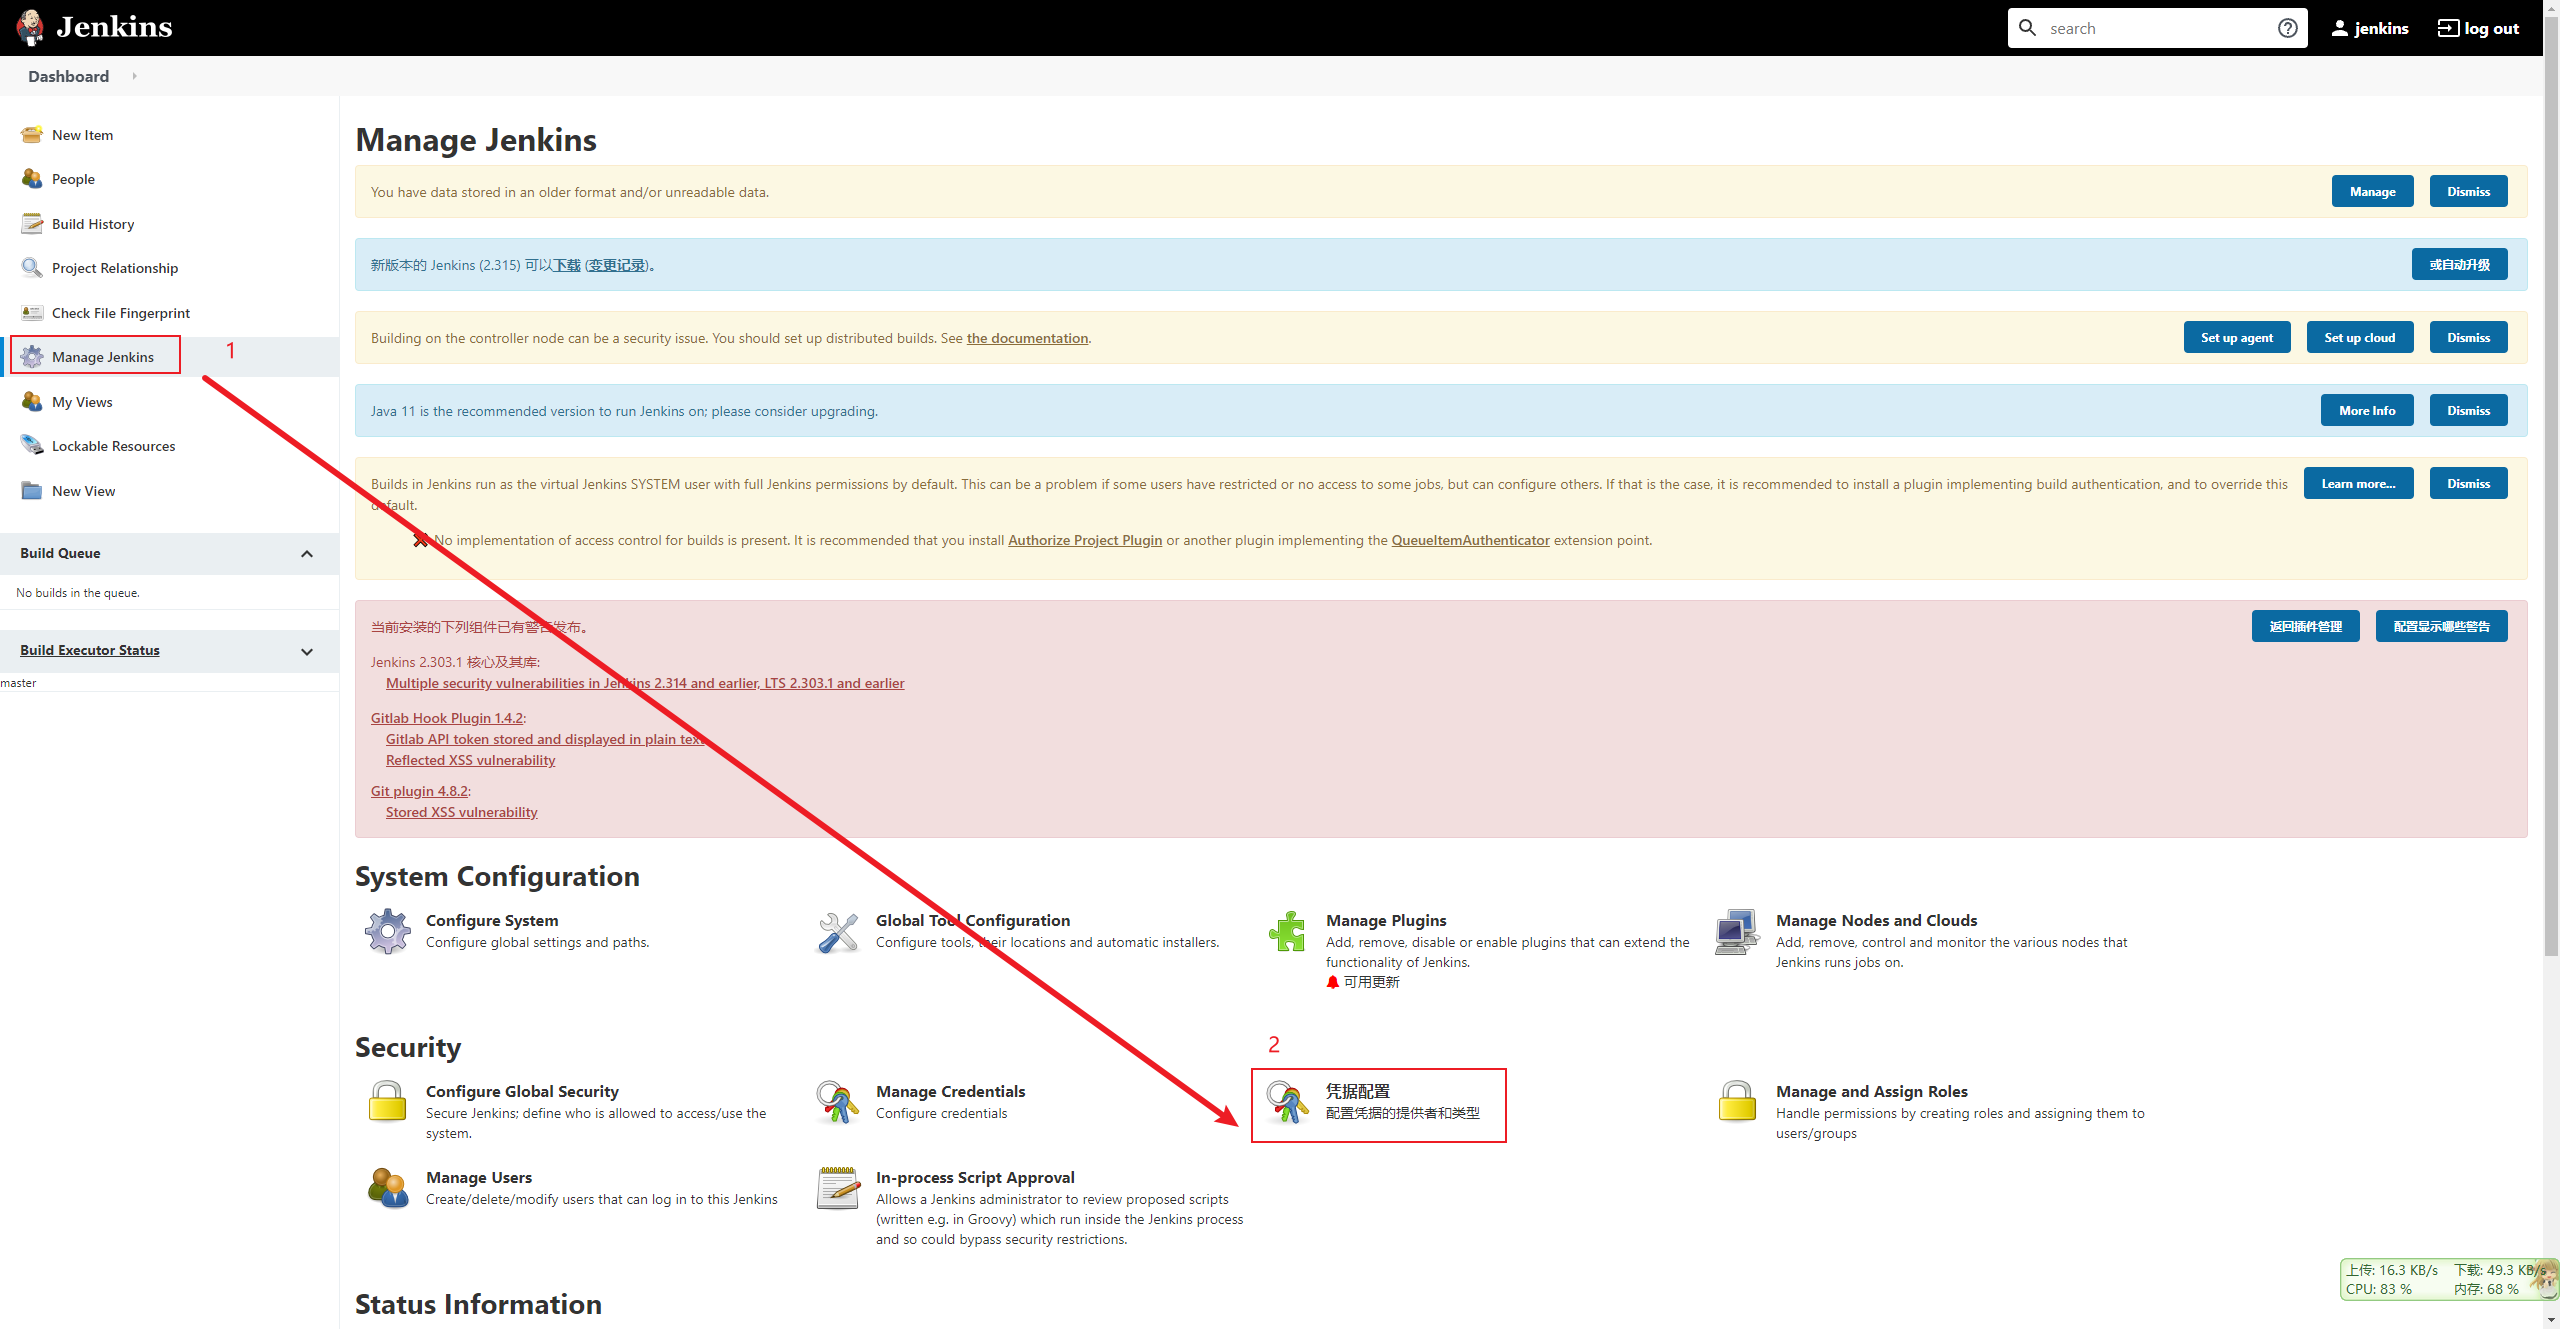 Jenkins
search
jenkins
log out
Dashboard
New Item
People
Build History
Project Relationship
Check File Fingerprint
Manage Jenkins
1
My Views
Lockable Resources
New View
Build Queue
No builds in the queue.
Build Executor Status
master
Manage Jenkins
You have data stored in an older format and/or unreadable data.
Manage
Dismiss
新版本的 Jenkins (2.315) 可以下载 (变更记录)。
或自动升级
Building on the controller node can be a security issue. You should set up distributed builds. See the documentation.
Set up agent
Set up cloud
Dismiss
Java 11 is the recommended version to run Jenkins on; please consider upgrading.
More Info
Dismiss
Builds in Jenkins run as the virtual Jenkins SYSTEM user with full Jenkins permissions by default. This can be a problem if some users have restricted or no access to some jobs, but can configure others. If that is the case, it is recommended to install a plugin implementing build authentication, and to override this
default.
Learn more...
Dismiss
No implementation of access control for builds is present. It is recommended that you install Authorize Project Plugin or another plugin implementing the QueueItemAuthenticator extension point.
当前安装的下列组件已有警告发布。
返回插件管理
配置显示哪些警告
Jenkins 2.303.1 核心及其库:
Multiple security vulnerabilities in Jenkins 2.314 and earlier, LTS 2.303.1 and earlier
Gitlab Hook Plugin 1.4.2:
Gitlab API token stored and displayed in plain text
Reflected XSS vulnerability
Git plugin 4.8.2:
Stored XSS vulnerability
System Configuration
Configure System
Configure global settings and paths.
Global Tool Configuration
Configure tools, their locations and automatic installers.
Manage Plugins
Add, remove, disable or enable plugins that can extend the
functionality of Jenkins.
可用更新
Manage Nodes and Clouds
Add, remove, control and monitor the various nodes that
Jenkins runs jobs on.
Security
2
Configure Global Security
Secure Jenkins; define who is allowed to access/use the
system.
Manage Credentials
Configure credentials
凭据配置
配置凭据的提供者和类型
Manage and Assign Roles
Handle permissions by creating roles and assigning them to
users/groups
Manage Users
Create/delete/modify users that can log in to this Jenkins
In-process Script Approval
Allows a Jenkins administrator to review proposed scripts
(written e.g. in Groovy) which run inside the Jenkins process
and so could bypass security restrictions.
Status Information
上传: 16.3 KB/s 下载: 49.3 KB/s
CPU: 83 % 内存: 68 %